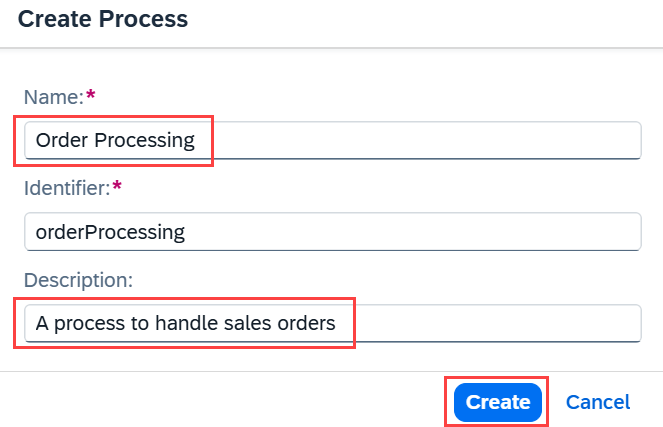 Create Process
Name:*
Order Processing
Identifier:*
orderProcessing
Description:
A process to handle sales orders
Create Cancel